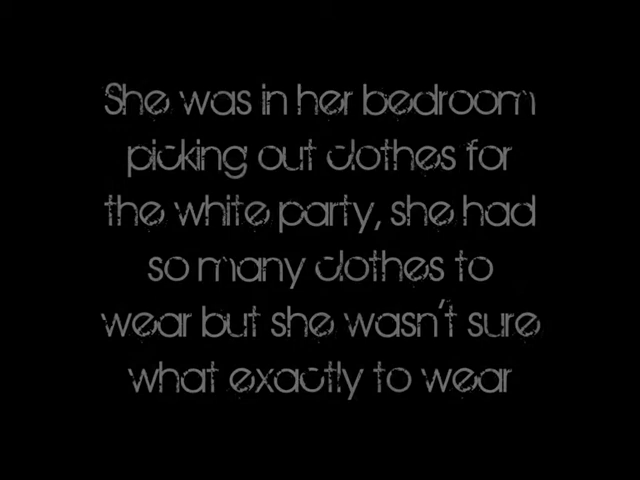 She was in her bedroom
picking out clothes for
the white party, she had
so many clothes to
wear but she wasn't sure
what exactly to wear